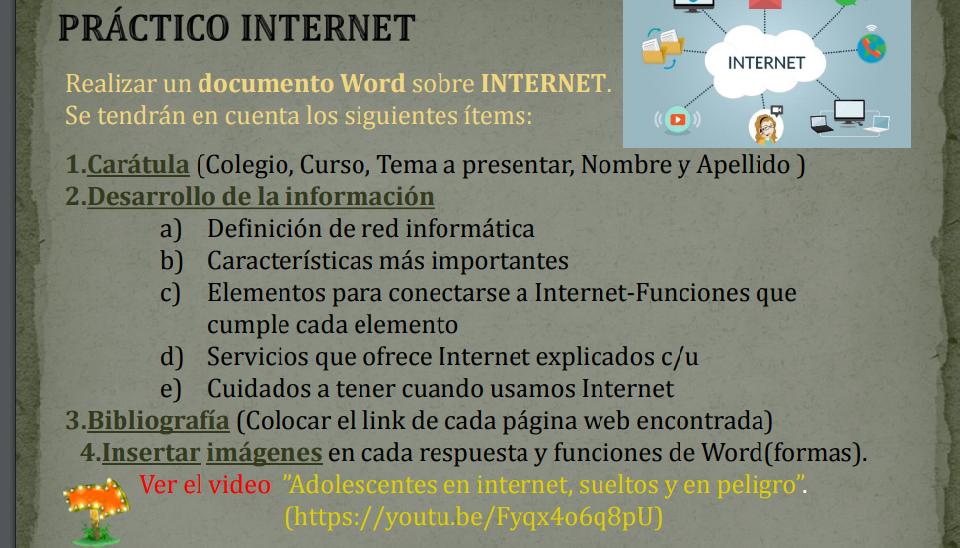 PRÁCTICO INTERNET
INTERNET
Realizar un documento Word sobre INTERNET.
Se tendrán en cuenta los siguientes ítems:
1.Carátula (Colegio, Curso, Tema a presentar, Nombre y Apellido )
2.Desarrollo de la información
a) Definición de red informática
b) Características más importantes
c) Elementos para conectarse a Internet-Funciones que
cumple cada elemento
d) Servicios que ofrece Internet explicados c/u
e) Cuidados a tener cuando usamos Internet
3.Bibliografía (Colocar el link de cada página web encontrada)
4.Insertar imágenes en cada respuesta y funciones de Word(formas).
Ver el video ”Adolescentes en internet, sueltos y en peligro”.
(https://youtu.be/Fyqx4o6q8pU)